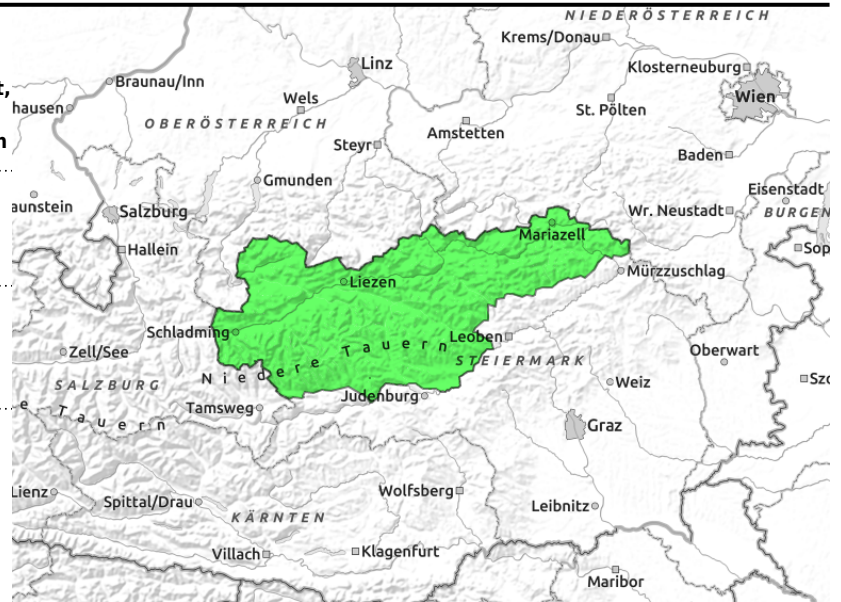 NIEDERÖSTERREICH
Krems/Donau
Linz
Klosterneuburg
Braunau/Inn
t,
Wels
Wien
hausen
St. Pölten
OBERÖSTERREICH
Amstetten
n
Steyr
Baden
Gmunden
Eisenstadt
aunstein
Salzburg
Wr. Neustadt
BURGEN
Mariazell
Hallein
Sop
Mürzzuschlag
Liezen
Schladming
Leoben
Niedere Tauern
Zell/See
STEIERMARK
Oberwart
SALZBURG
Weiz
Szo
Judenburg
Tamsweg
e Tauern
Graz
Lienz
Wolfsberg
Spittal/Drau
Leibnitz
KÄRNTEN
Villach
Klagenfurt
Maribor